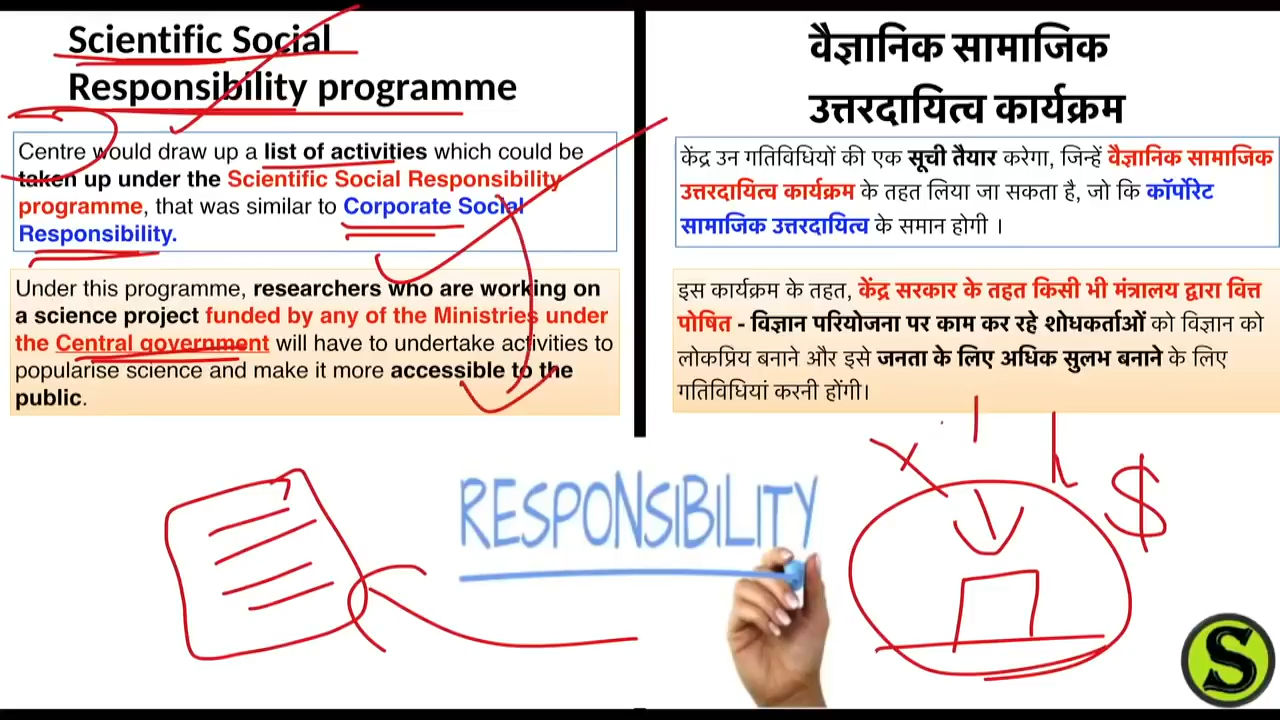 Scientific Social
Responsibility programme
Centre would draw up a list of activities which could be
taken up under the Scientific Social Responsibility
programme, that was similar to Corporate Social
Responsibility.
Under this programme, researchers who are working on
a science project funded by any of the Ministries under
the Central government will have to undertake activities to
popularise science and make it more accessible to the
public.
वैज्ञानिक सामाजिक
उत्तरदायित्व कार्यक्रम
केंद्र उन गतिविधियों की एक सूची तैयार करेगा, जिन्हें वैज्ञानिक सामाजिक
उत्तरदायित्व कार्यक्रम के तहत लिया जा सकता है, जो कि कॉर्पोरेट
सामाजिक उत्तरदायित्व के समान होगी ।
इस कार्यक्रम के तहत, केंद्र सरकार के तहत किसी भी मंत्रालय द्वारा वित्त
पोषित - विज्ञान परियोजना पर काम कर रहे शोधकर्ताओं को विज्ञान को
लोकप्रिय बनाने और इसे जनता के लिए अधिक सुलभ बनाने के लिए
गतिविधियां करनी होंगी।
RESPONSIBILITY
$
S